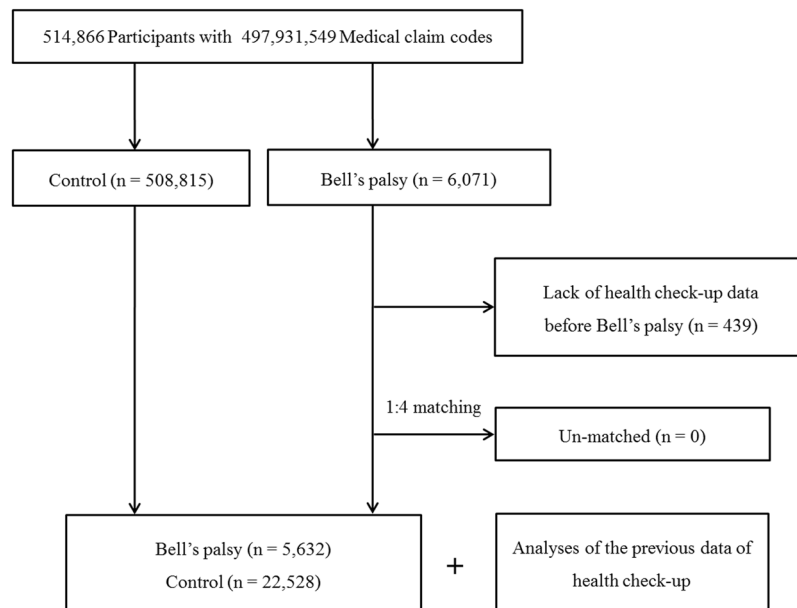 514,866 Participants with 497,931,549 Medical claim codes
Control (n = 508,815)
Bell's palsy (n = 6,071)
Lack of health check-up data
before Bell's palsy (n = 439)
1:4 matching
Un-matched (n = 0)
Bell's palsy (n = 5,632)
Control (n = 22,528)
+
Analyses of the previous data of
health check-up